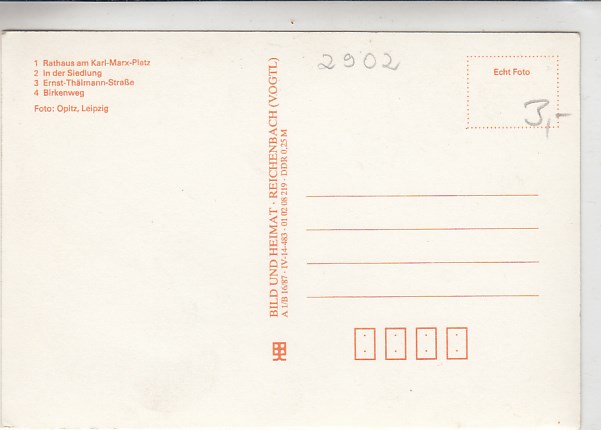 1 Rathaus am Karl-Marx-Platz
2 In der Siedlung
3 Ernst-Thälmann-Straße
4 Birkenweg
Foto: Opitz, Leipzig
BILD UND HEIMAT · REICHENBACH (VOGTL)
A 1/B 16/87 · IV-14-483 · 01 02 08 219 · DDR 0,25 M
2902
Echt Foto
3,-